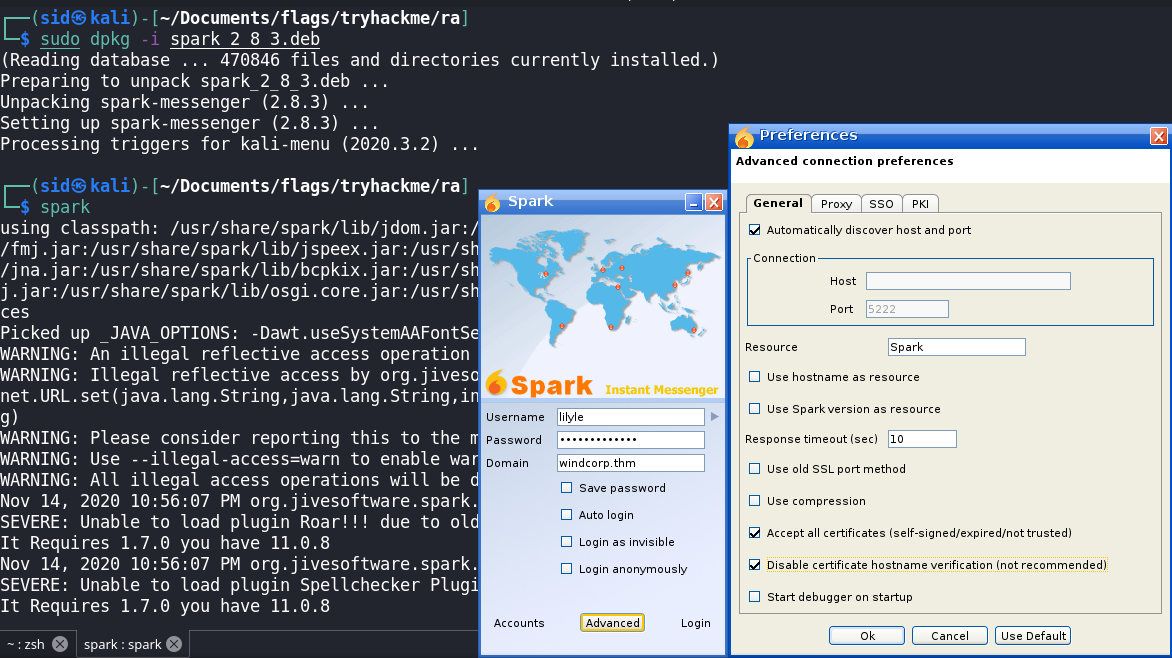 ┌──(sid㉿kali)-[~/Documents/flags/tryhackme/ra]
└─$ sudo dpkg -i spark_2_8_3.deb
(Reading database ... 470846 files and directories currently installed.)
Preparing to unpack spark_2_8_3.deb ...
Unpacking spark-messenger (2.8.3) ...
Setting up spark-messenger (2.8.3) ...
Processing triggers for kali-menu (2020.3.2) ...
┌──(sid㉿kali)-[~/Documents/flags/tryhackme/ra]
└─$ spark
using classpath: /usr/share/spark/lib/jdom.jar:/
/fmj.jar:/usr/share/spark/lib/jspeex.jar:/usr/sh
/jna.jar:/usr/share/spark/lib/bcpkix.jar:/usr/sh
j.jar:/usr/share/spark/lib/osgi.core.jar:/usr/sh
ces
Picked up _JAVA_OPTIONS: -Dawt.useSystemAAFontSe
WARNING: An illegal reflective access operation
WARNING: Illegal reflective access by org.jiveso
net.URL.set(java.lang.String,java.lang.String,in
g)
WARNING: Please consider reporting this to the m
WARNING: Use --illegal-access=warn to enable war
WARNING: All illegal access operations will be d
Nov 14, 2020 10:56:07 PM org.jivesoftware.spark.
SEVERE: Unable to load plugin Roar!!! due to old
It Requires 1.7.0 you have 11.0.8
Nov 14, 2020 10:56:07 PM org.jivesoftware.spark.
SEVERE: Unable to load plugin Spellchecker Plugi
It Requires 1.7.0 you have 11.0.8
~ : zsh
spark : spark
Spark
Spark Instant Messenger
Username lilyle
Password •••••••••••••
Domain windcorp.thm
Save password
Auto login
Login as invisible
Login anonymously
Accounts Advanced Login
Preferences
Advanced connection preferences
General Proxy SSO PKI
Automatically discover host and port
Connection
Host
Port 5222
Resource Spark
Use hostname as resource
Use Spark version as resource
Response timeout (sec) 10
Use old SSL port method
Use compression
Accept all certificates (self-signed/expired/not trusted)
Disable certificate hostname verification (not recommended)
Start debugger on startup
Ok Cancel Use Default